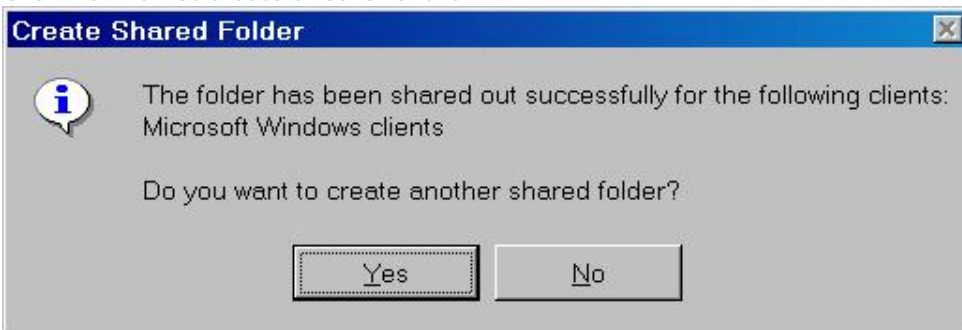 Create Shared Folder
The folder has been shared out successfully for the following clients:
Microsoft Windows clients
Do you want to create another shared folder?
Yes
No